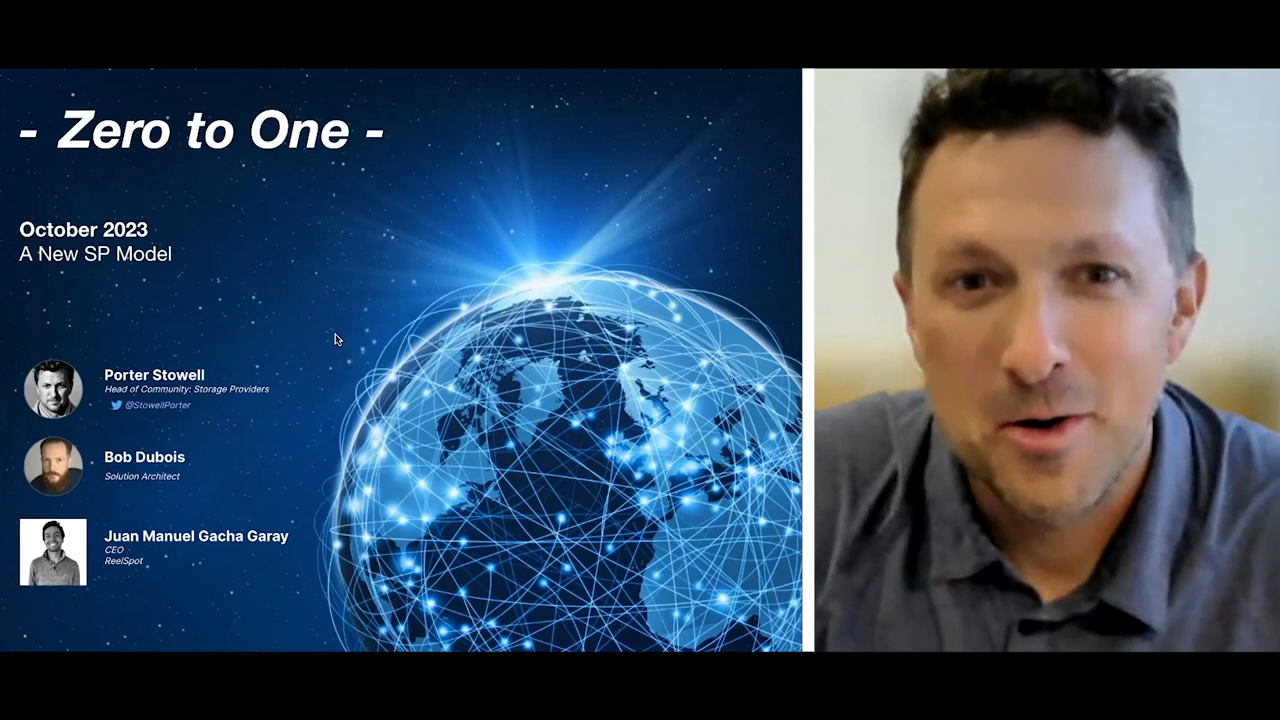 - Zero to One -
October 2023
A New SP Model
Porter Stowell
Head of Community: Storage Providers
@StowellPorter
Bob Dubois
Solution Architect
Juan Manuel Gacha Garay
CEO
ReelSpot